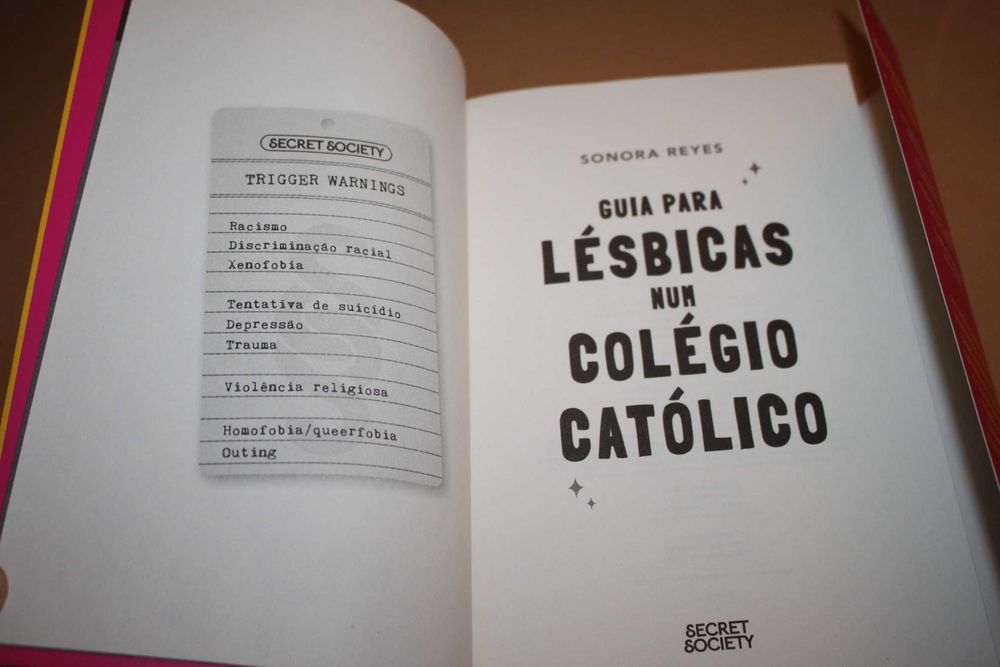 SECRET SOCIETY
TRIGGER WARNINGS
Racismo
Discriminação racial
Xenofobia
Tentativa de suicídio
Depressão
Trauma
Violência religiosa
Homofobia/queerfobia
Outing
SONORA REYES
GUIA PARA
LÉSBICAS
NUM
COLÉGIO
CATÓLICO
SECRET
SOCIETY